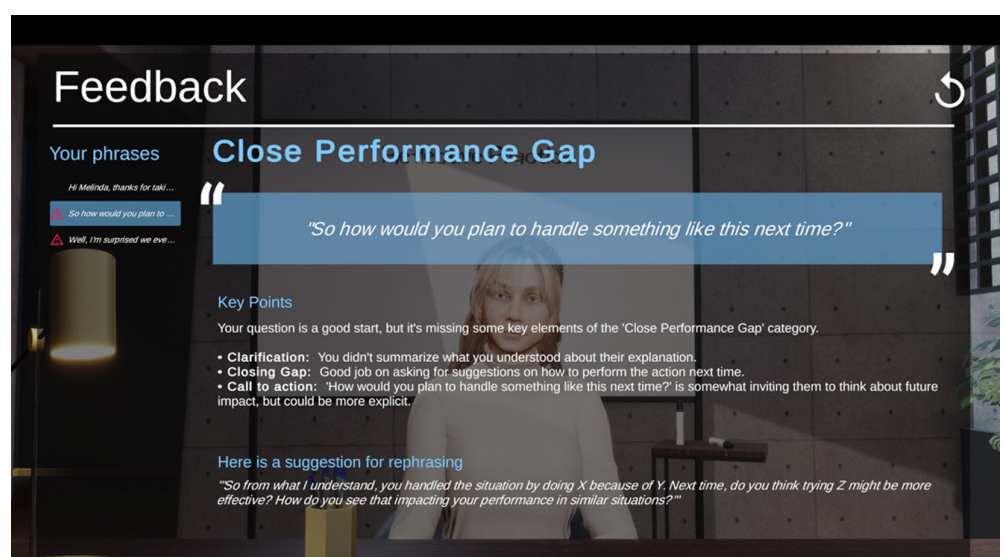 Feedback
Your phrases
Hi Melinda, thanks for taki...
So how would you plan to ...
Well, I'm surprised we eve...
Close Performance Gap
"
"So how would you plan to handle something like this next time?"
"
Key Points
Your question is a good start, but it's missing some key elements of the 'Close Performance Gap' category.
• Clarification: You didn't summarize what you understood about their explanation.
• Closing Gap: Good job on asking for suggestions on how to perform the action next time.
• Call to action: 'How would you plan to handle something like this next time?' is somewhat inviting them to think about future
impact, but could be more explicit.
Here is a suggestion for rephrasing
"So from what I understand, you handled the situation by doing X because of Y. Next time, do you think trying Z might be more
effective? How do you see that impacting your performance in similar situations?'"